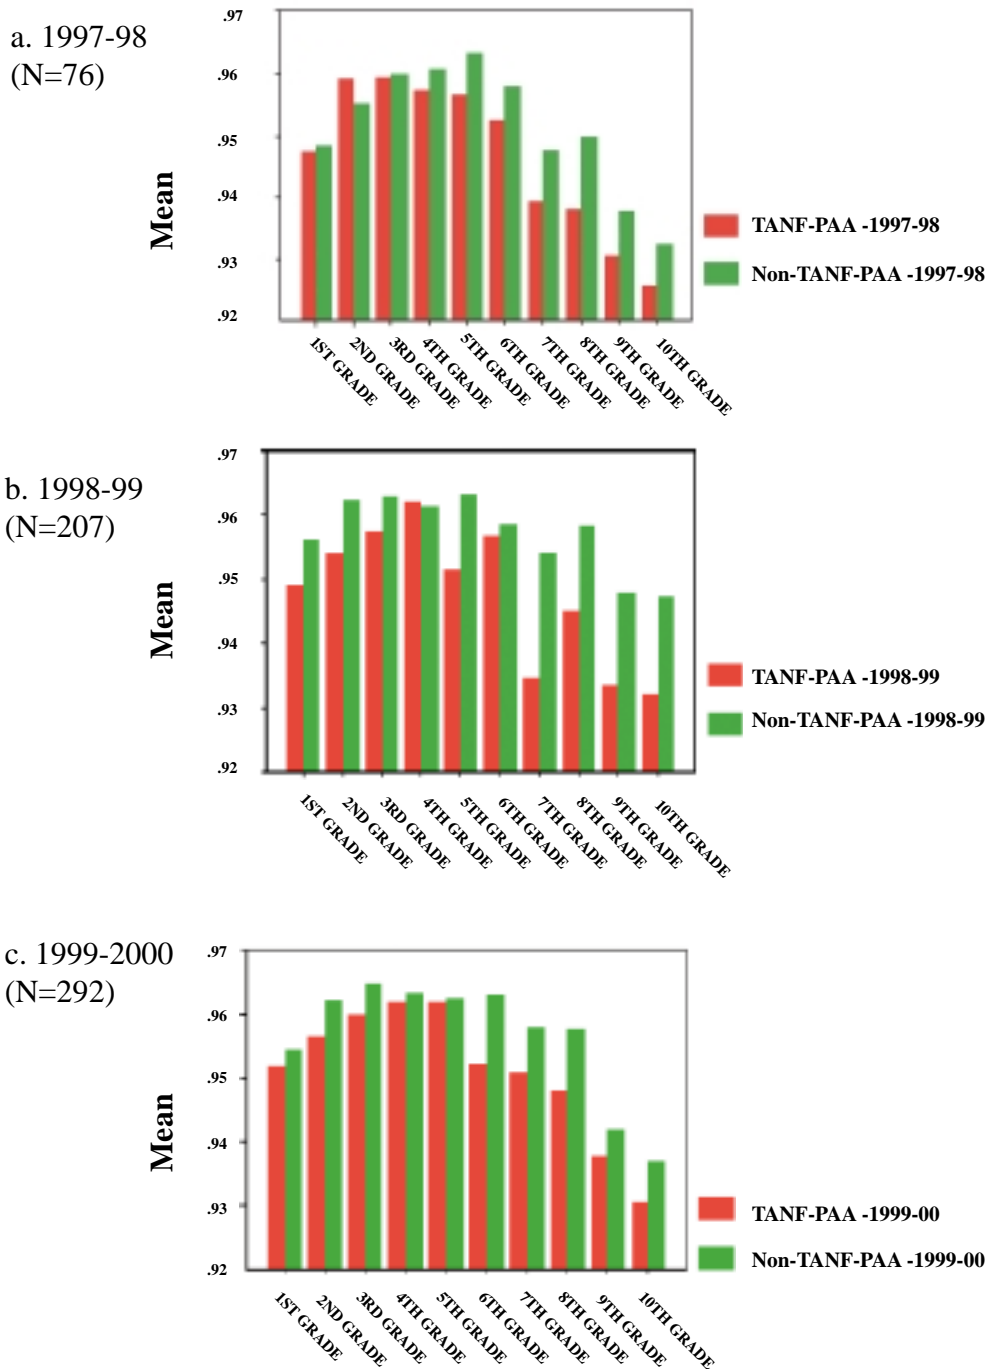 a. 1997-98
(N=76)
Mean
.97
.96
.95
.94
.93
.92
1ST GRADE
2ND GRADE
3RD GRADE
4TH GRADE
5TH GRADE
6TH GRADE
7TH GRADE
8TH GRADE
9TH GRADE
10TH GRADE
TANF-PAA -1997-98
Non-TANF-PAA -1997-98
b. 1998-99
(N=207)
Mean
.97
.96
.95
.94
.93
.92
1ST GRADE
2ND GRADE
3RD GRADE
4TH GRADE
5TH GRADE
6TH GRADE
7TH GRADE
8TH GRADE
9TH GRADE
10TH GRADE
TANF-PAA -1998-99
Non-TANF-PAA -1998-99
c. 1999-2000
(N=292)
Mean
.97
.96
.95
.94
.93
.92
1ST GRADE
2ND GRADE
3RD GRADE
4TH GRADE
5TH GRADE
6TH GRADE
7TH GRADE
8TH GRADE
9TH GRADE
10TH GRADE
TANF-PAA -1999-00
Non-TANF-PAA -1999-00